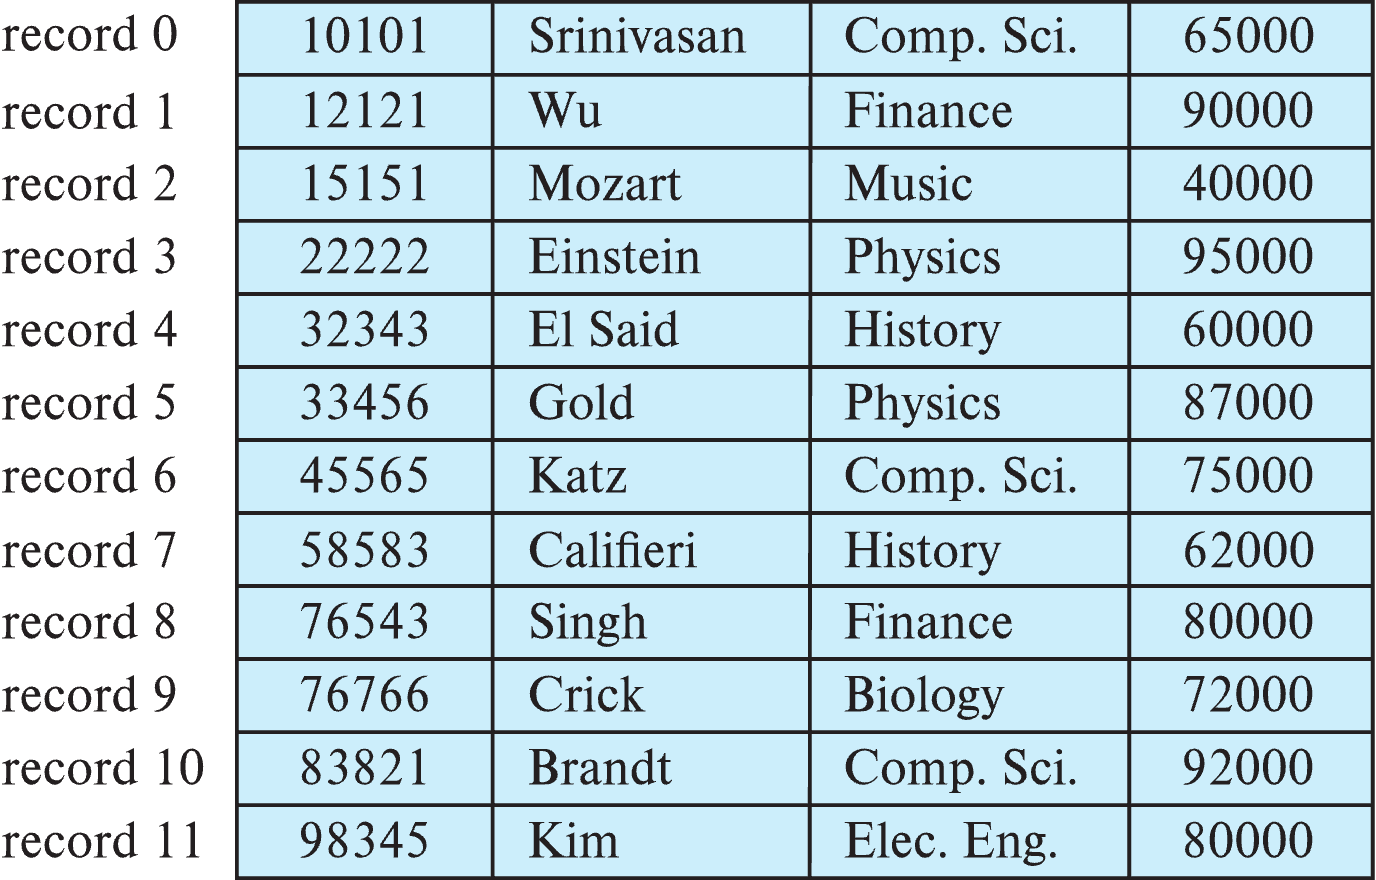 record 0 10101 Srinivasan Comp. Sci. 65000
record 1 12121 Wu Finance 90000
record 2 15151 Mozart Music 40000
record 3 22222 Einstein Physics 95000
record 4 32343 El Said History 60000
record 5 33456 Gold Physics 87000
record 6 45565 Katz Comp. Sci. 75000
record 7 58583 Califieri History 62000
record 8 76543 Singh Finance 80000
record 9 76766 Crick Biology 72000
record 10 83821 Brandt Comp. Sci. 92000
record 11 98345 Kim Elec. Eng. 80000